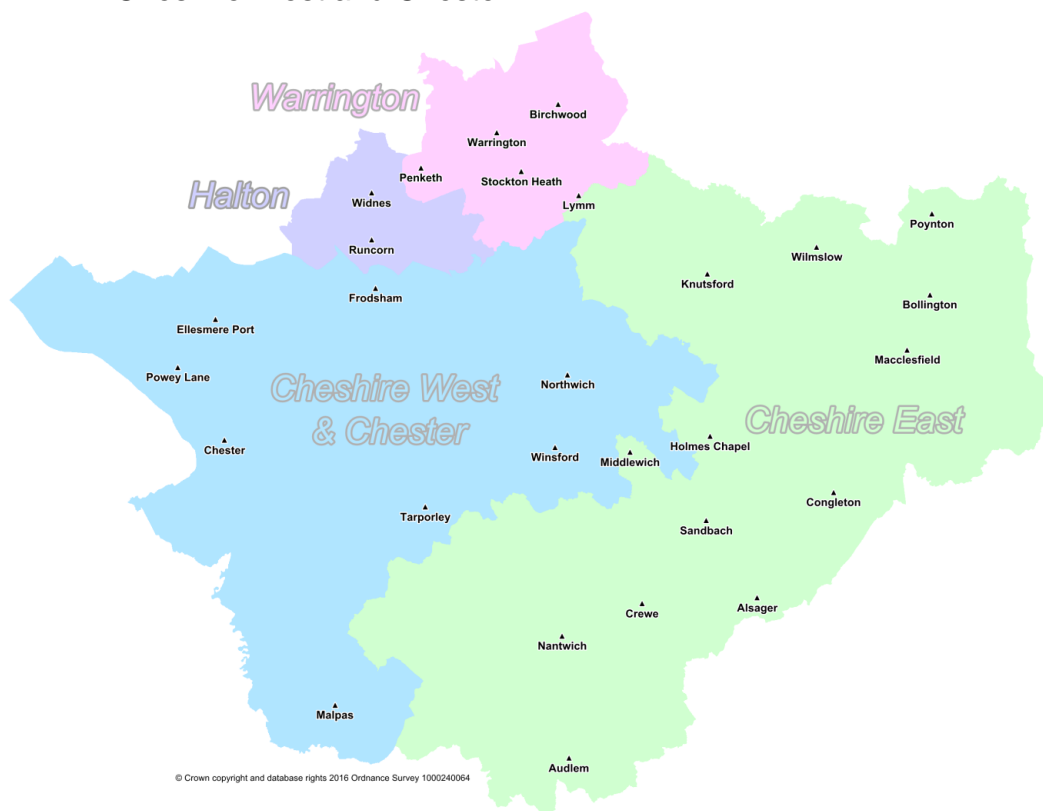 Warrington
Birchwood
Warrington
Penketh
Stockton Heath
Halton
Widnes
Lymm
Runcorn
Poynton
Wilmslow
Knutsford
Frodsham
Bollington
Ellesmere Port
Macclesfield
Powey Lane
Cheshire West
& Chester
Northwich
Cheshire East
Chester
Winsford
Middlewich
Holmes Chapel
Congleton
Tarporley
Sandbach
Crewe
Alsager
Nantwich
Malpas
Audlem
© Crown copyright and database rights 2016 Ordnance Survey 1000240064